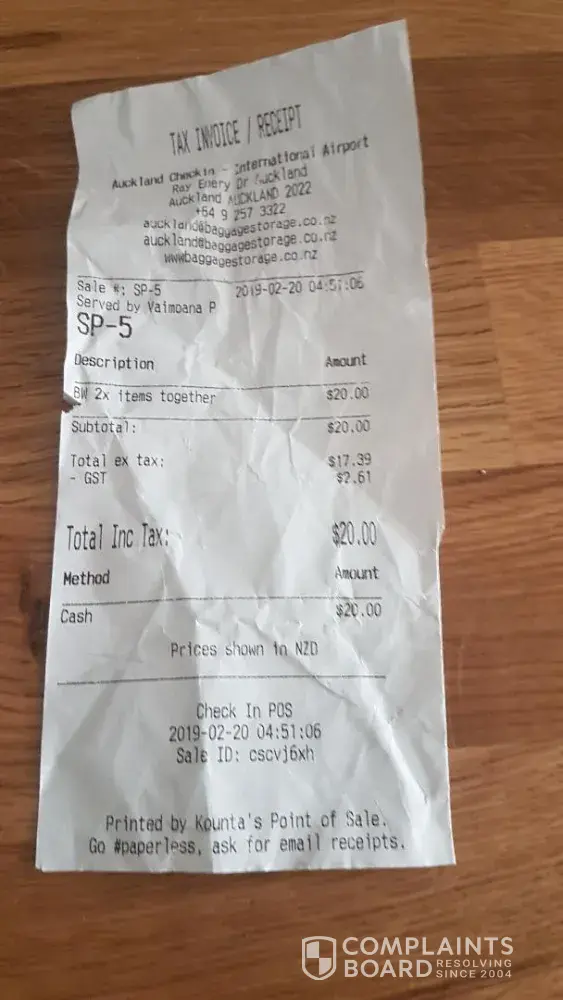 TAX INVOICE / RECEIPT
Auckland Checkin - International Airport
Ray Emery Dr Auckland
Auckland AUCKLAND 2022
+64 9 257 3322
auckland@baggagestorage.co.nz
auckland@baggagestorage.co.nz
www.baggagestorage.co.nz
Sale #: SP-5 2019-02-20 04:51:06
Served by Vaimoana P
SP-5
Description Amount
BW 2x items together $20.00
Subtotal: $20.00
Total ex tax: $17.39
- GST $2.61
Total Inc Tax: $20.00
Method Amount
Cash $20.00
Prices shown in NZD
Check In POS
2019-02-20 04:51:06
Sale ID: cscvj6xh
Printed by Kounta's Point of Sale.
Go #paperless, ask for email receipts.
COMPLAINTS
BOARD RESOLVING
SINCE 2004